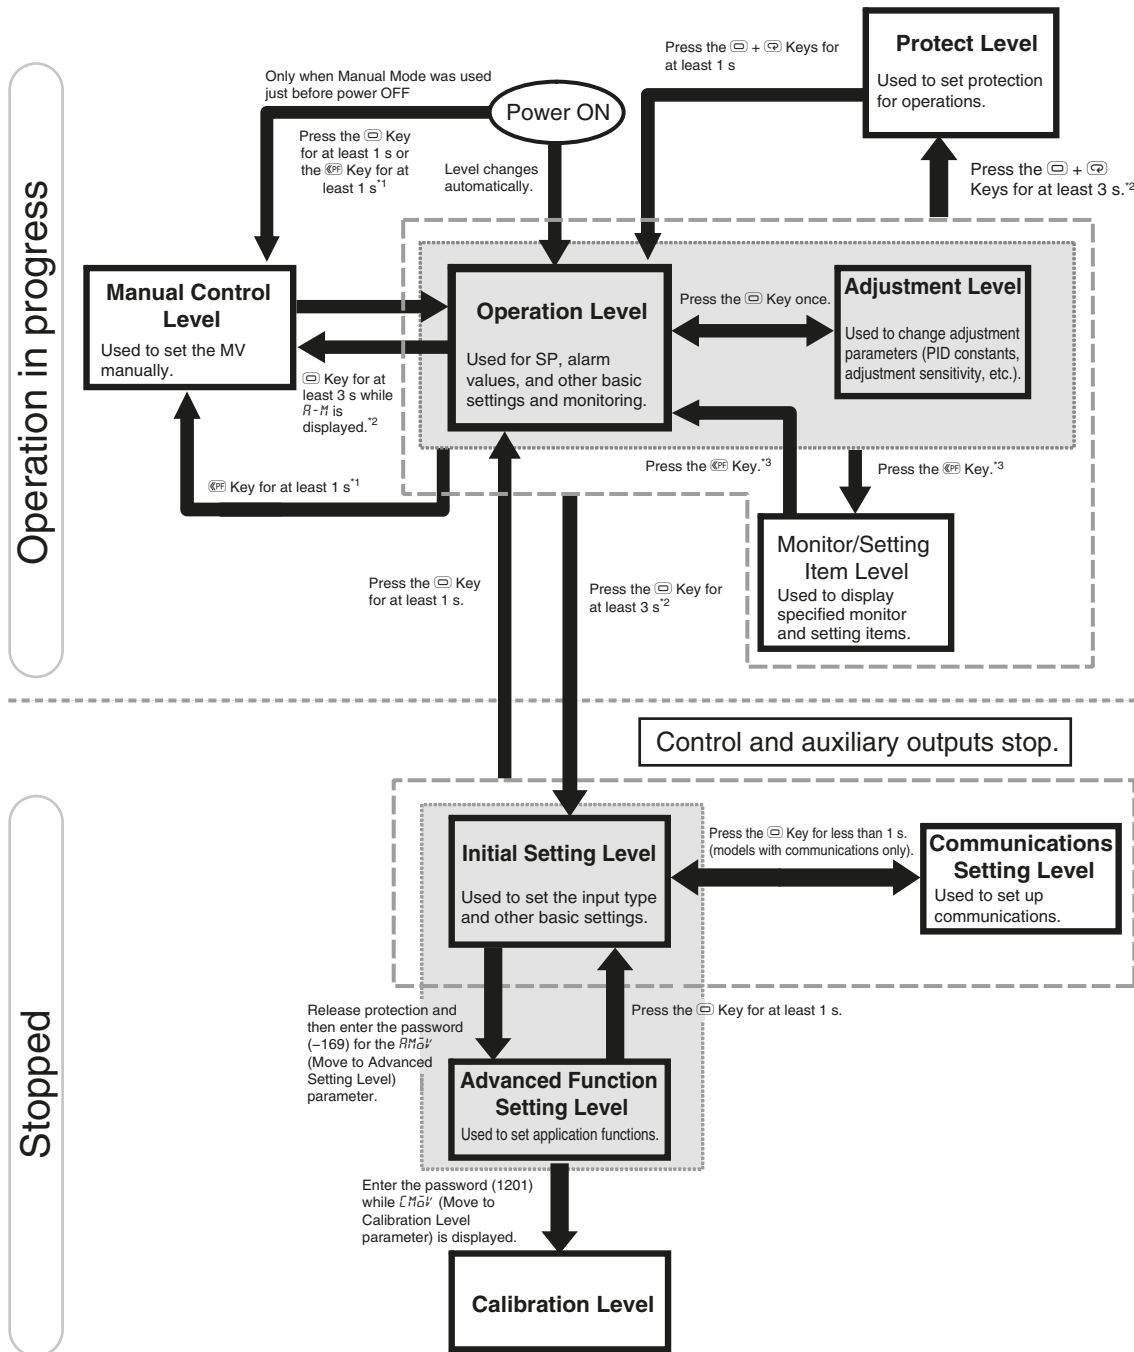 Operation in progress
Only when Manual Mode was used
just before power OFF
Power ON
Press the Key
for at least 1 s or
the PF Key for at
least 1 s*1
Level changes
automatically.
Press the + Keys for
at least 1 s
Protect Level
Used to set protection
for operations.
Press the +
Keys for at least 3 s.*2
Manual Control
Level
Used to set the MV
manually.
Operation Level
Used for SP, alarm
values, and other basic
settings and monitoring.
Press the Key once.
Adjustment Level
Used to change adjustment
parameters (PID constants,
adjustment sensitivity, etc.).
Key for at
least 3 s while
A-M is
displayed.*2
PF Key for at least 1 s*1
Press the PF Key.*3
Press the PF Key.*3
Monitor/Setting
Item Level
Used to display
specified monitor
and setting items.
Press the Key
for at least 1 s.
Press the Key for
at least 3 s*2
Control and auxiliary outputs stop.
Stopped
Initial Setting Level
Used to set the input type
and other basic settings.
Press the Key for less than 1 s.
(models with communications only).
Communications
Setting Level
Used to set up
communications.
Release protection and
then enter the password
(−169) for the AMoV
(Move to Advanced
Setting Level)
parameter.
Press the Key for at least 1 s.
Advanced Function
Setting Level
Used to set application functions.
Enter the password (1201)
while CMoV (Move to
Calibration Level
parameter) is displayed.
Calibration Level